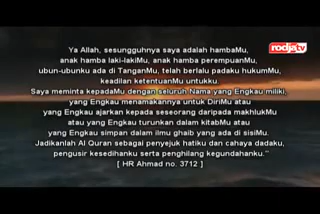 rodja tv
Ya Allah, sesungguhnya saya adalah hambaMu,
anak hamba laki-lakiMu, anak hamba perempuanMu,
ubun-ubunku ada di TanganMu, telah berlalu padaku hukumMu,
keadilan ketentuanMu untukku.
Saya meminta kepadaMu dengan seluruh Nama yang Engkau miliki,
yang Engkau menamakannya untuk DiriMu atau
yang Engkau ajarkan kepada seseorang daripada makhlukMu
atau yang Engkau turunkan dalam kitabMu atau
yang Engkau simpan dalam ilmu ghaib yang ada di sisiMu.
Jadikanlah Al Quran sebagai penyejuk hatiku dan cahaya dadaku,
pengusir kesedihanku serta penghilang kegundahanku."
[ HR Ahmad no. 3712 ]